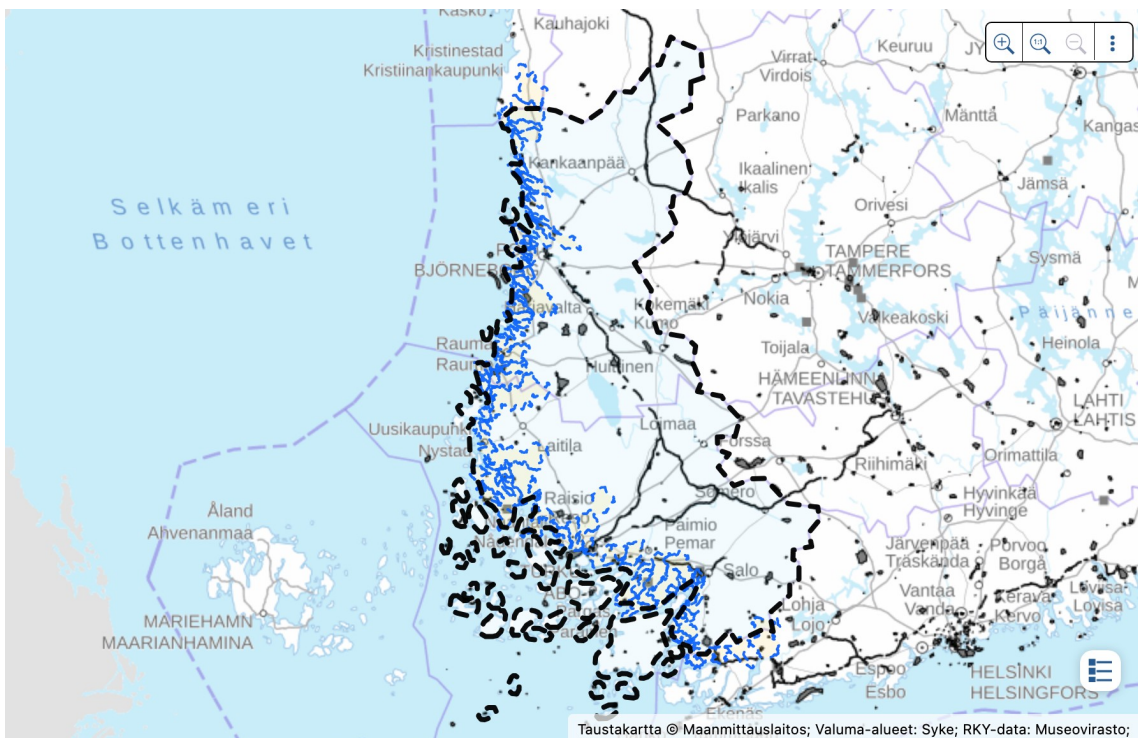 Kasko
Kauhajoki
Kristinestad
Kristiinankaupunki
Virrat
Virdois
Keuruu
JY
Parkano
Mänttä
Kangas
Kankaanpää
Ikaalinen
Ikalis
Jämsä
Orivesi
Selkämeri
Bottenhavet
Ylöjärvi
TAMPERE
TAMMERFORS
Sysmä
BJÖRNEBORG
Nokia
Harjavalta
Kokemäki
Kumo
Valkeakoski
Päijänne
Rauma
Toijala
Heinola
Huittinen
HÄMEENLINNA
TAVASTEHUS
LAHTI
LAHTIS
Uusikaupunki
Nystad
Laitila
Loimaa
Forssa
Riihimäki
Orimattila
Raisio
Somero
Hyvinkää
Hyvinge
Åland
Ahvenanmaa
Paimio
Pemar
Järvenpää
Träskända
Porvoo
Borgå
Salo
Vantaa
Vanda
Kerava
Kervo
Loviisa
Lovisa
Lohja
Lojo
MARIEHAMN
MAARIANHAMINA
Espoo
Esbo
HELSINKI
HELSINGFORS
Ekenäs
Taustakartta © Maanmittauslaitos; Valuma-alueet: Syke; RKY-data: Museovirasto;